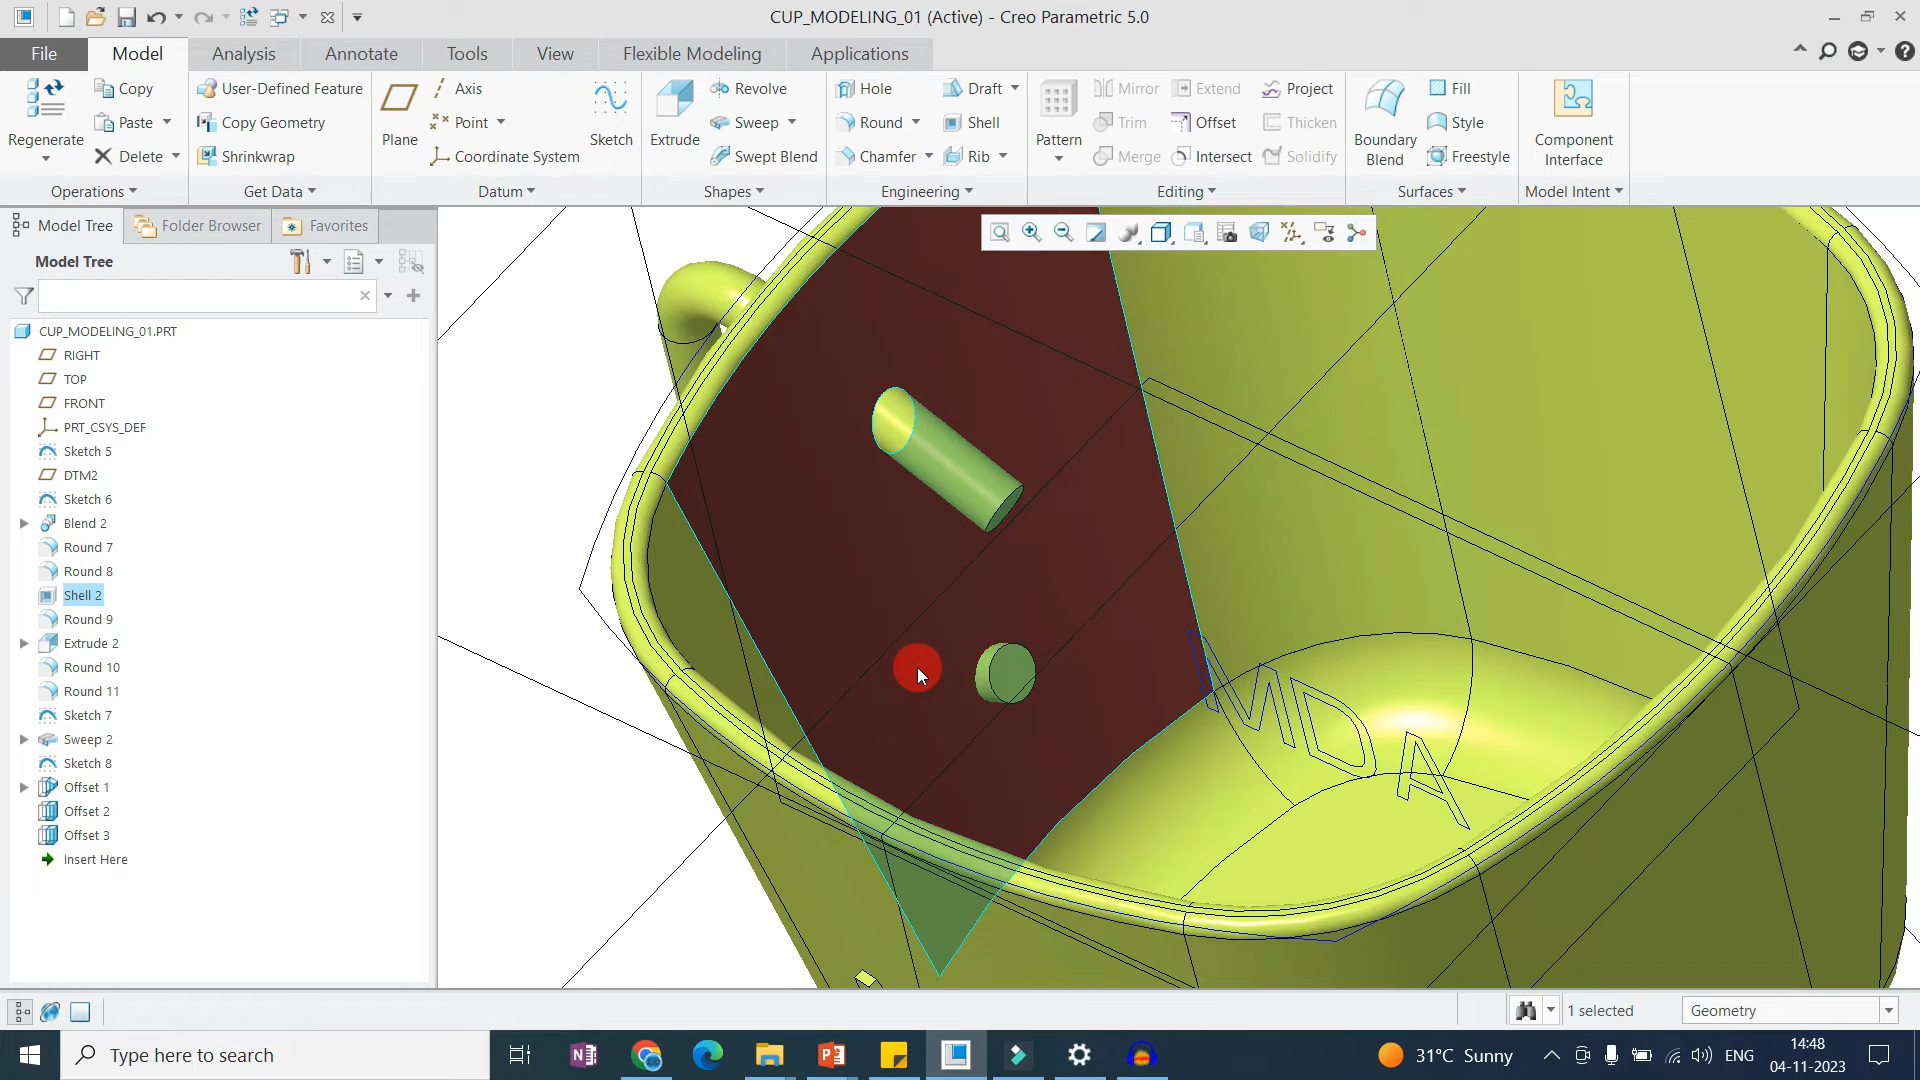 CUP_MODELING_01 (Active) - Creo Parametric 5.0
File Model Analysis Annotate Tools View Flexible Modeling Applications
Regenerate
Copy
Paste
Delete
Operations
User-Defined Feature
Copy Geometry
Shrinkwrap
Get Data
Plane
Axis
Point
Coordinate System
Sketch
Datum
Extrude
Revolve
Sweep
Swept Blend
Shapes
Hole
Round
Chamfer
Draft
Shell
Rib
Engineering
Pattern
Mirror
Trim
Merge
Extend
Offset
Intersect
Project
Thicken
Solidify
Editing
Boundary
Blend
Fill
Style
Freestyle
Surfaces
Component
Interface
Model Intent
Model Tree Folder Browser Favorites
Model Tree
CUP_MODELING_01.PRT
RIGHT
TOP
FRONT
PRT_CSYS_DEF
Sketch 5
DTM2
Sketch 6
Blend 2
Round 7
Round 8
Shell 2
Round 9
Extrude 2
Round 10
Round 11
Sketch 7
Sweep 2
Sketch 8
Offset 1
Offset 2
Offset 3
Insert Here
MDA
1 selected
Geometry
Type here to search
31°C Sunny
ENG
14:48
04-11-2023